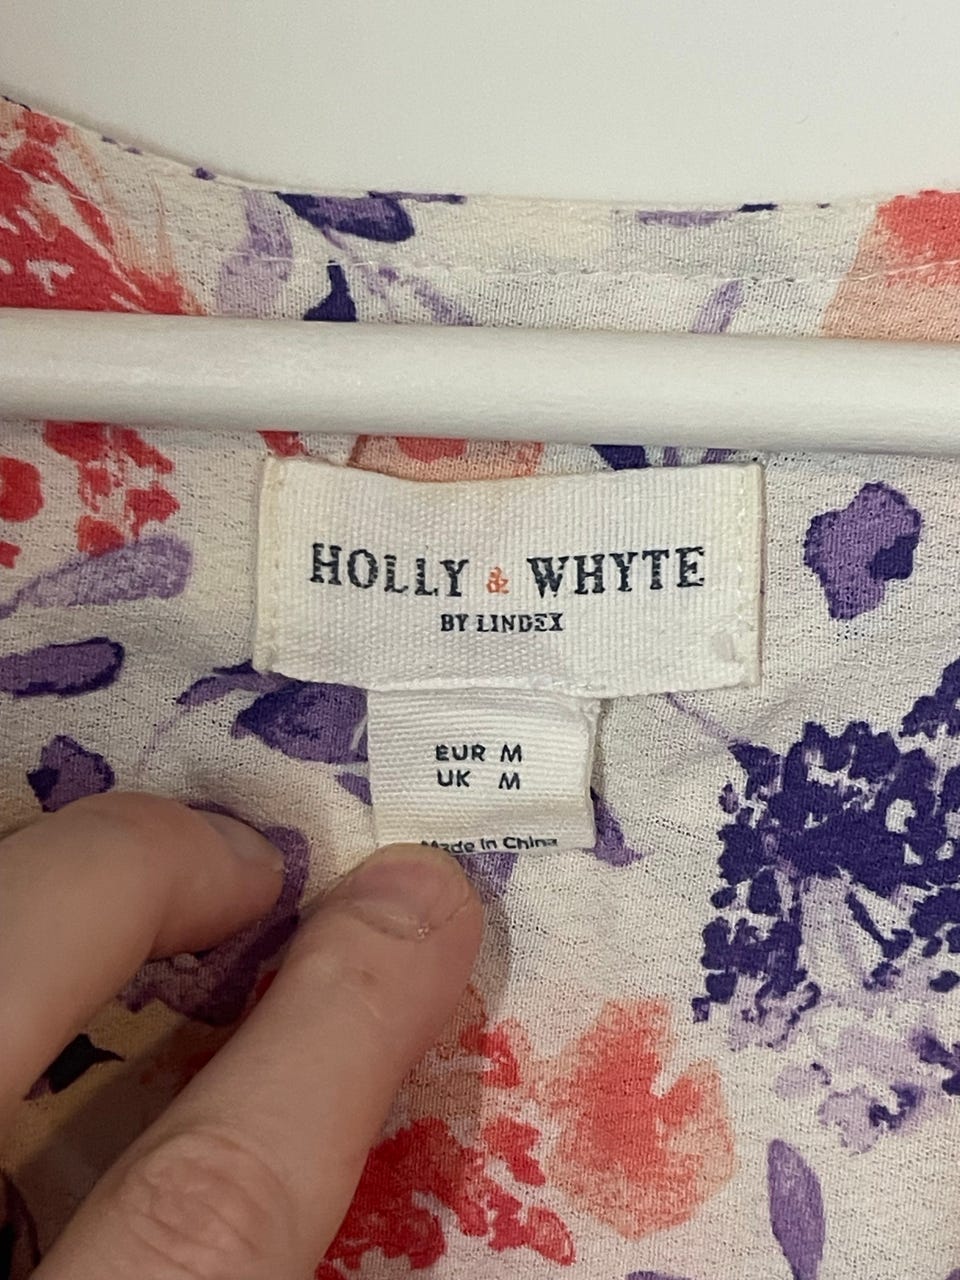 HOLLY & WHYTE
BY LINDEX
EUR M
UK M
Made in China